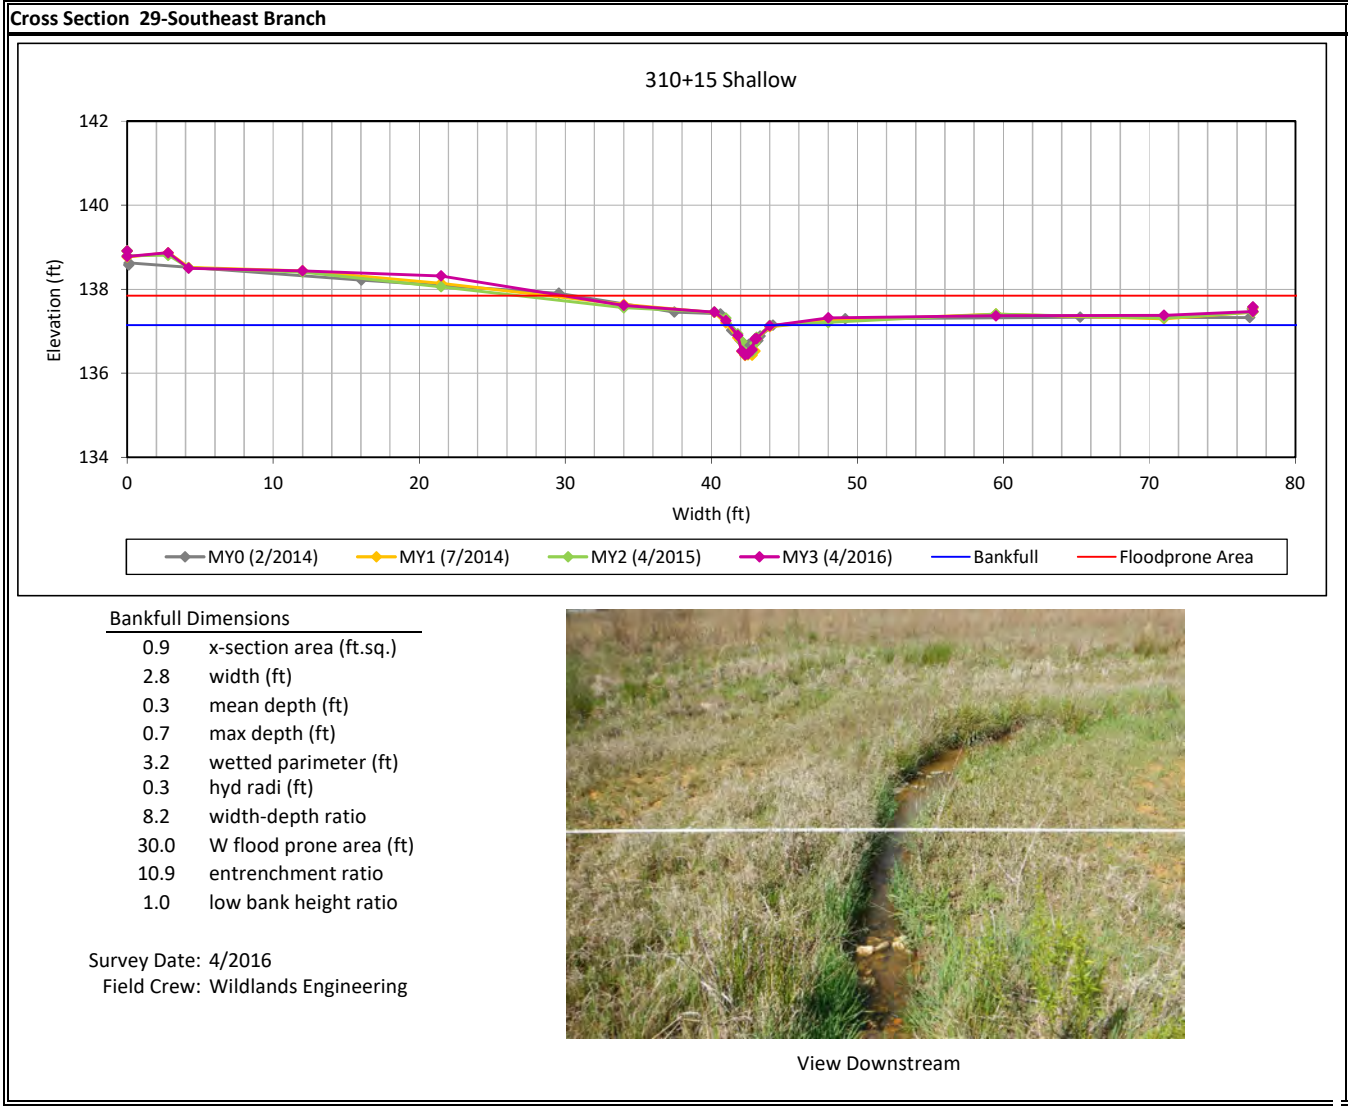 Cross Section 29-Southeast Branch
310+15 Shallow
142
140
138
136
134
Elevation (ft)
0 10 20 30 40 50 60 70 80
Width (ft)
MY0 (2/2014) MY1 (7/2014) MY2 (4/2015) MY3 (4/2016) Bankfull Floodprone Area
Bankfull Dimensions
0.9 x-section area (ft.sq.)
2.8 width (ft)
0.3 mean depth (ft)
0.7 max depth (ft)
3.2 wetted parimeter (ft)
0.3 hyd radi (ft)
8.2 width-depth ratio
30.0 W flood prone area (ft)
10.9 entrenchment ratio
1.0 low bank height ratio
Survey Date: 4/2016
Field Crew: Wildlands Engineering
View Downstream